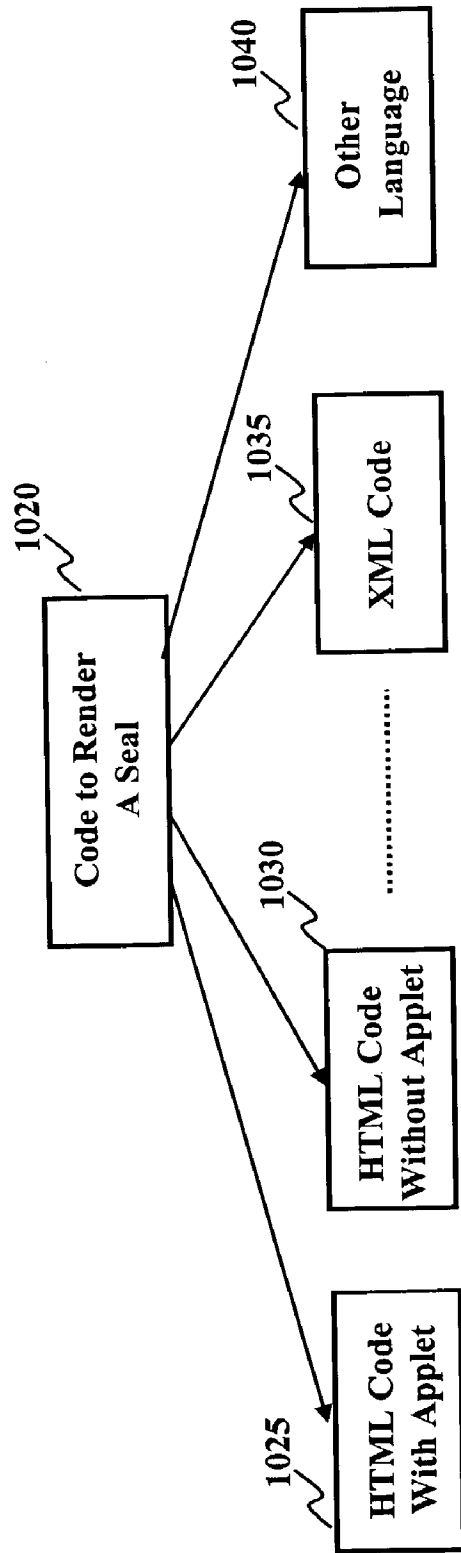 1020
Code to Render
A Seal
1025
HTML Code
With Applet
1030
HTML Code
Without Applet
1035
XML Code
1040
Other
Language